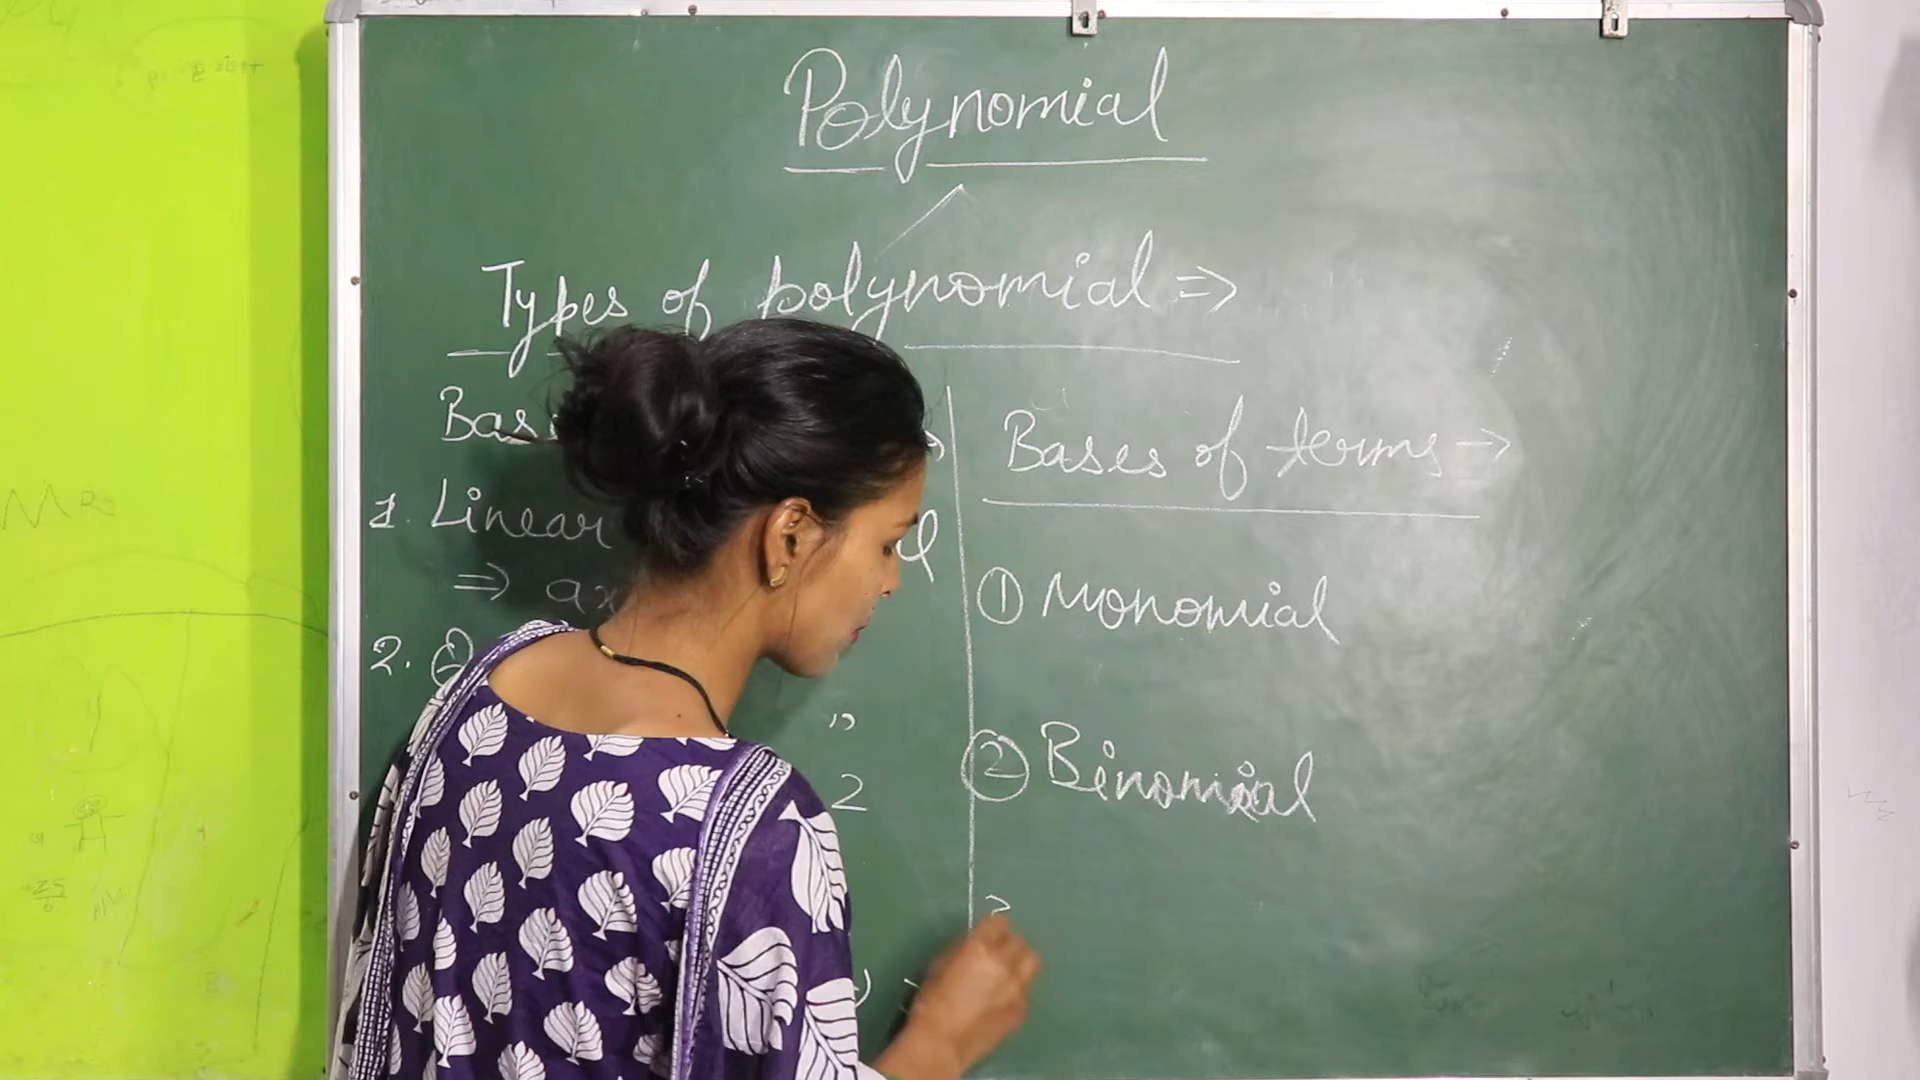 Polynomial
Types of polynomial ⇒
Bas
1. Linear
⇒ ax
2.
"
2
Bases of terms →
① Monomial
② Binomial